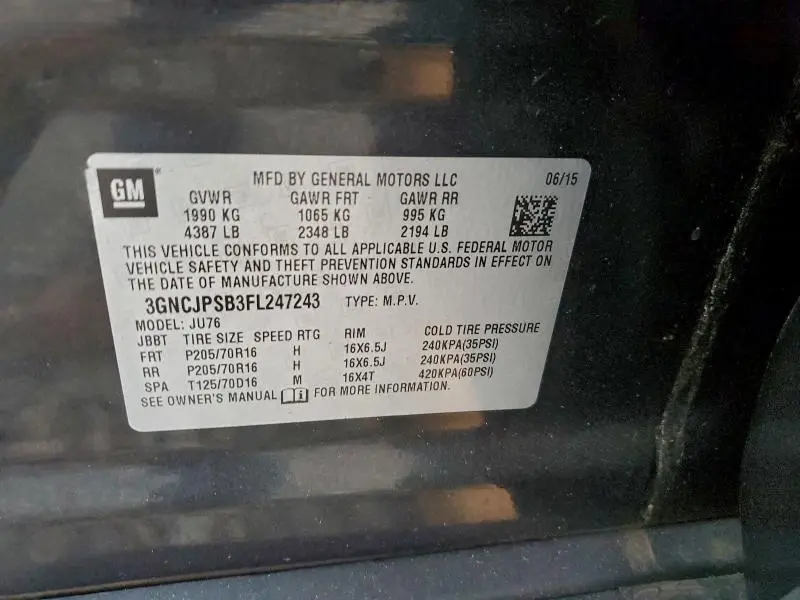 GM
MFD BY GENERAL MOTORS LLC 06/15
GVWR GAWR FRT GAWR RR
1990 KG 1065 KG 995 KG
4387 LB 2348 LB 2194 LB
THIS VEHICLE CONFORMS TO ALL APPLICABLE U.S. FEDERAL MOTOR
VEHICLE SAFETY AND THEFT PREVENTION STANDARDS IN EFFECT ON
THE DATE OF MANUFACTURE SHOWN ABOVE.
3GNCJPSB3FL247243 TYPE: M.P.V.
MODEL: JU76
JBBT TIRE SIZE SPEED RTG RIM COLD TIRE PRESSURE
FRT P205/70R16 H 16X6.5J 240KPA(35PSI)
RR P205/70R16 H 16X6.5J 240KPA(35PSI)
SPA T125/70D16 M 16X4T 420KPA(60PSI)
SEE OWNER'S MANUAL FOR MORE INFORMATION.